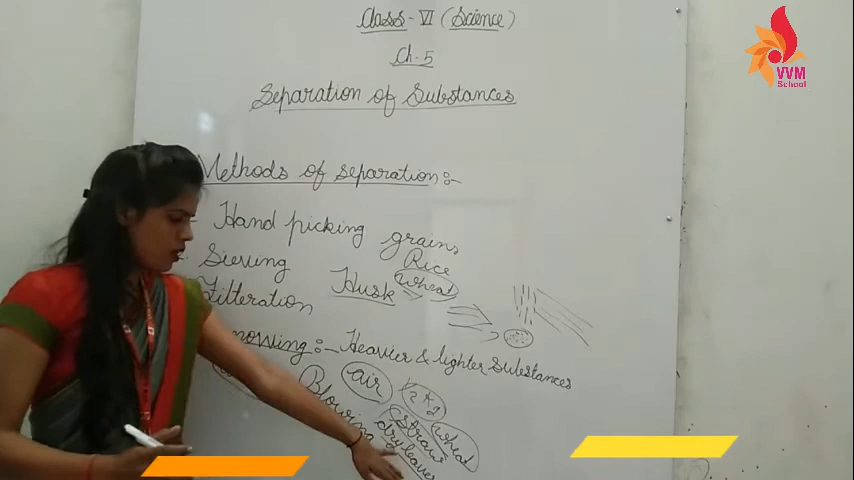 Class - VI (Science)
Ch-5
Separation of Substances
Methods of separation:-
Hand picking
grains
Sieving
Rice
Husk
wheat
Filteration
nowing:- Heavier & lighter Substances
air
Blowing
straw
wheat
dry leaves
VVM
School